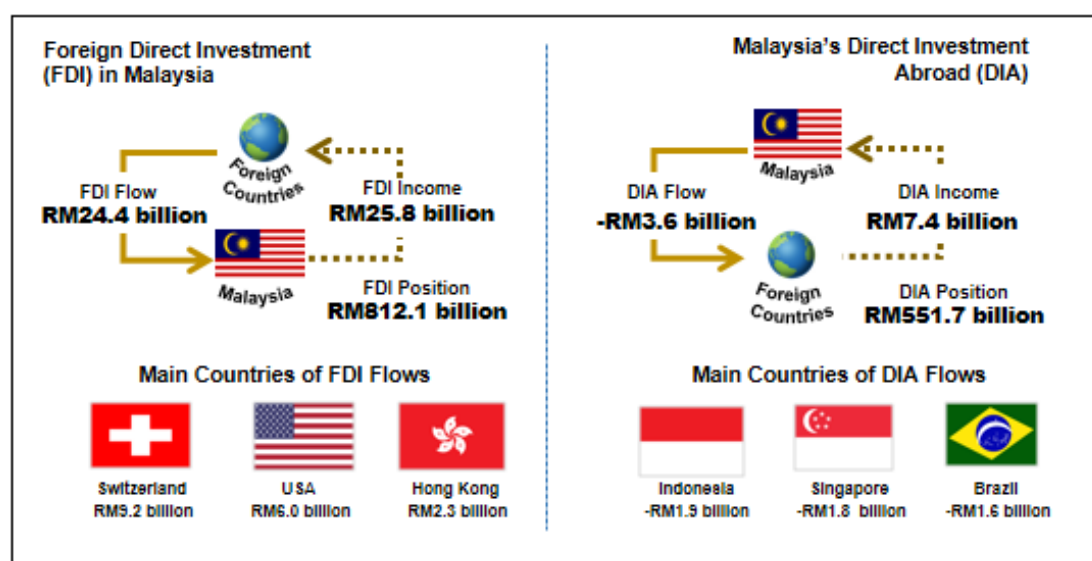 Foreign Direct Investment
(FDI) in Malaysia
Foreign
Countries
FDI Flow
RM24.4 billion
FDI Income
RM25.8 billion
Malaysia
FDI Position
RM812.1 billion
Main Countries of FDI Flows
Switzerland
RM9.2 billion
USA
RM6.0 billion
Hong Kong
RM2.3 billion
Malaysia's Direct Investment
Abroad (DIA)
Malaysia
DIA Flow
-RM3.6 billion
DIA Income
RM7.4 billion
Foreign
Countries
DIA Position
RM551.7 billion
Main Countries of DIA Flows
Indonesia
-RM1.9 billion
Singapore
-RM1.8 billion
Brazil
-RM1.6 billion